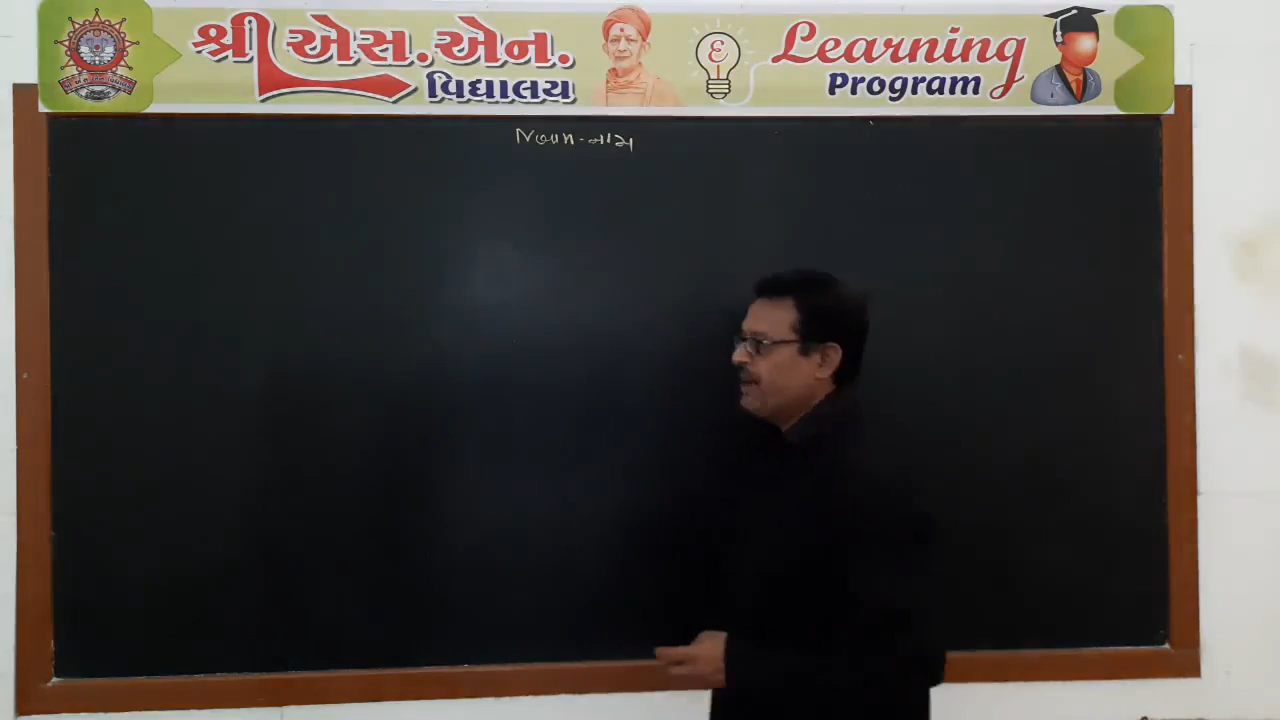 શ્રી એસ.એન.
વિદ્યાલય
ε
Learning
Program
Noun-નામ